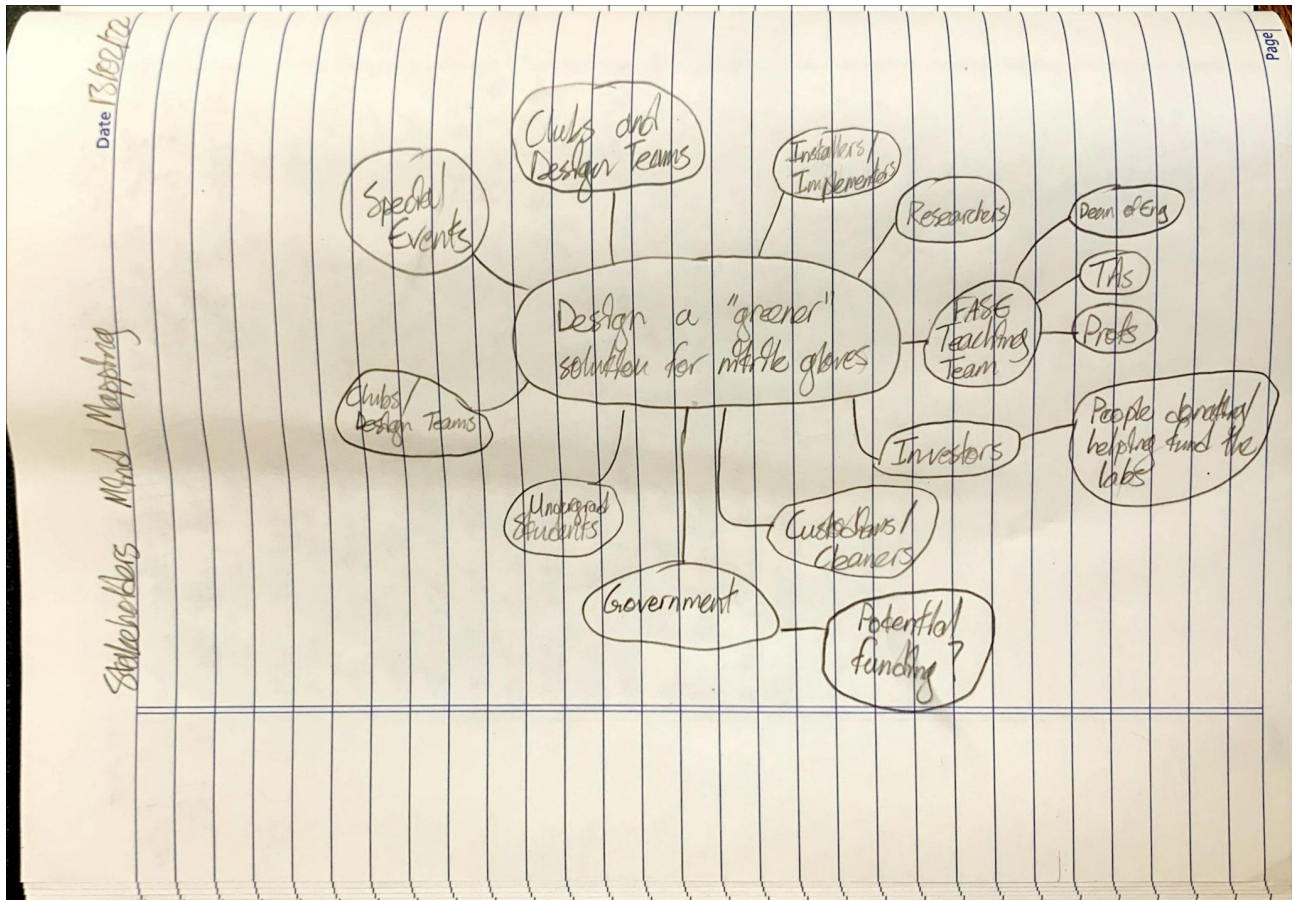 Page
Date 13/02/22
Stakeholders Mind Mapping
Clubs and
Design Teams
Installers/
Implementors
Special
Events
Researchers
Dean of Eng
TAs
Profs
FASE
Teaching
Team
Design a "greener"
solution for nitrile gloves
Clubs/
Design Teams
Investors
People donating/
helping fund the
labs
Undergrad
Students
Custodians/
Cleaners
Government
Potential
funding?